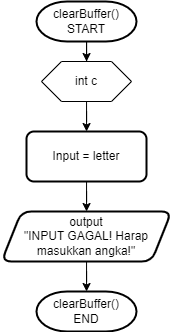 clearBuffer()
START
int c
Input = letter
output
"INPUT GAGAL! Harap
masukkan angka!"
clearBuffer()
END